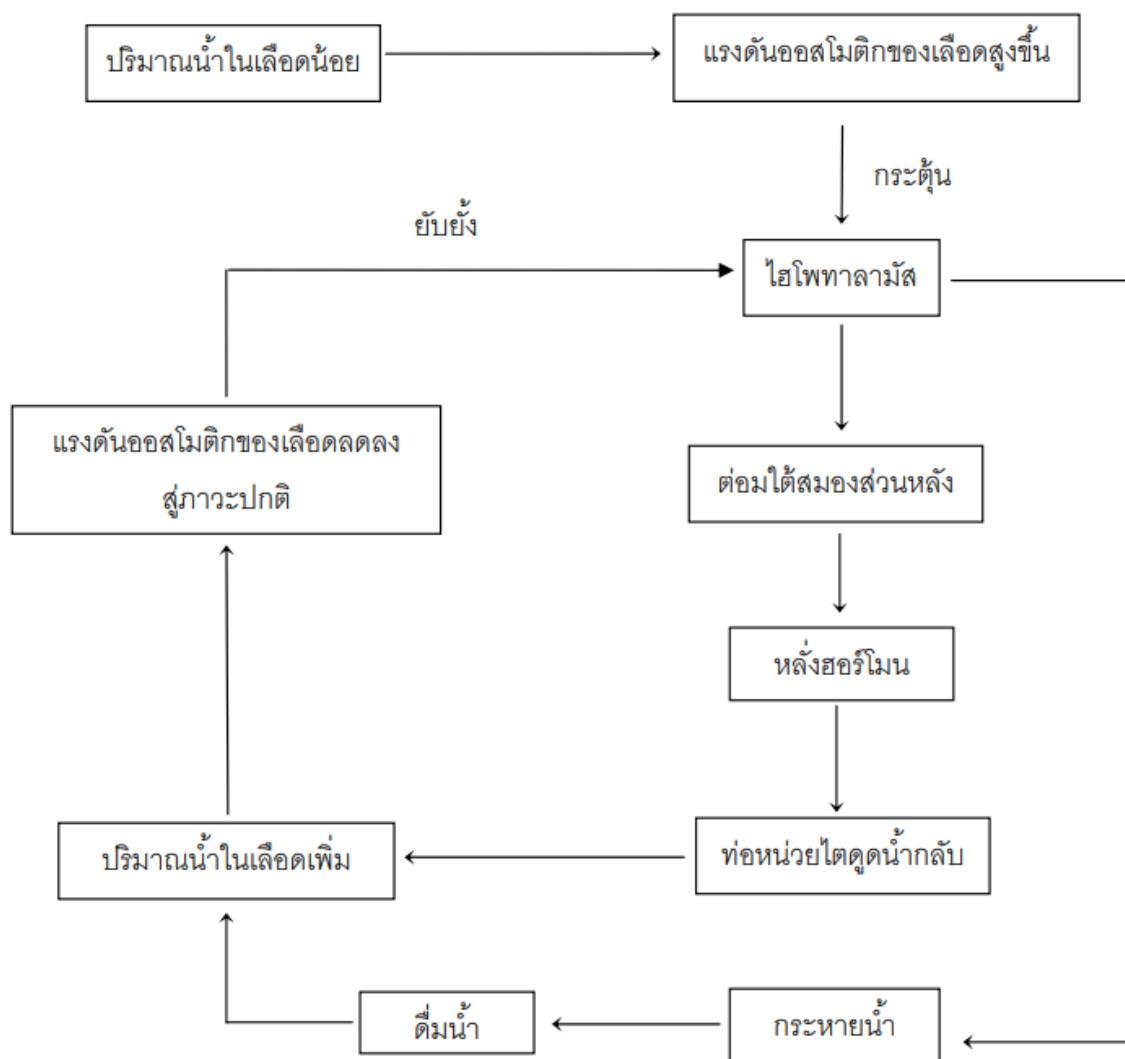 ปริมาณน้ำในเลือดน้อย
แรงดันออสโมติกของเลือดสูงขึ้น
กระตุ้น
ยับยั้ง
ไฮโพทาลามัส
แรงดันออสโมติกของเลือดลดลง
สู่ภาวะปกติ
ต่อมใต้สมองส่วนหลัง
หลั่งฮอร์โมน
ปริมาณน้ำในเลือดเพิ่ม
ท่อหน่วยไตดูดน้ำกลับ
ดื่มน้ำ
กระหายน้ำ